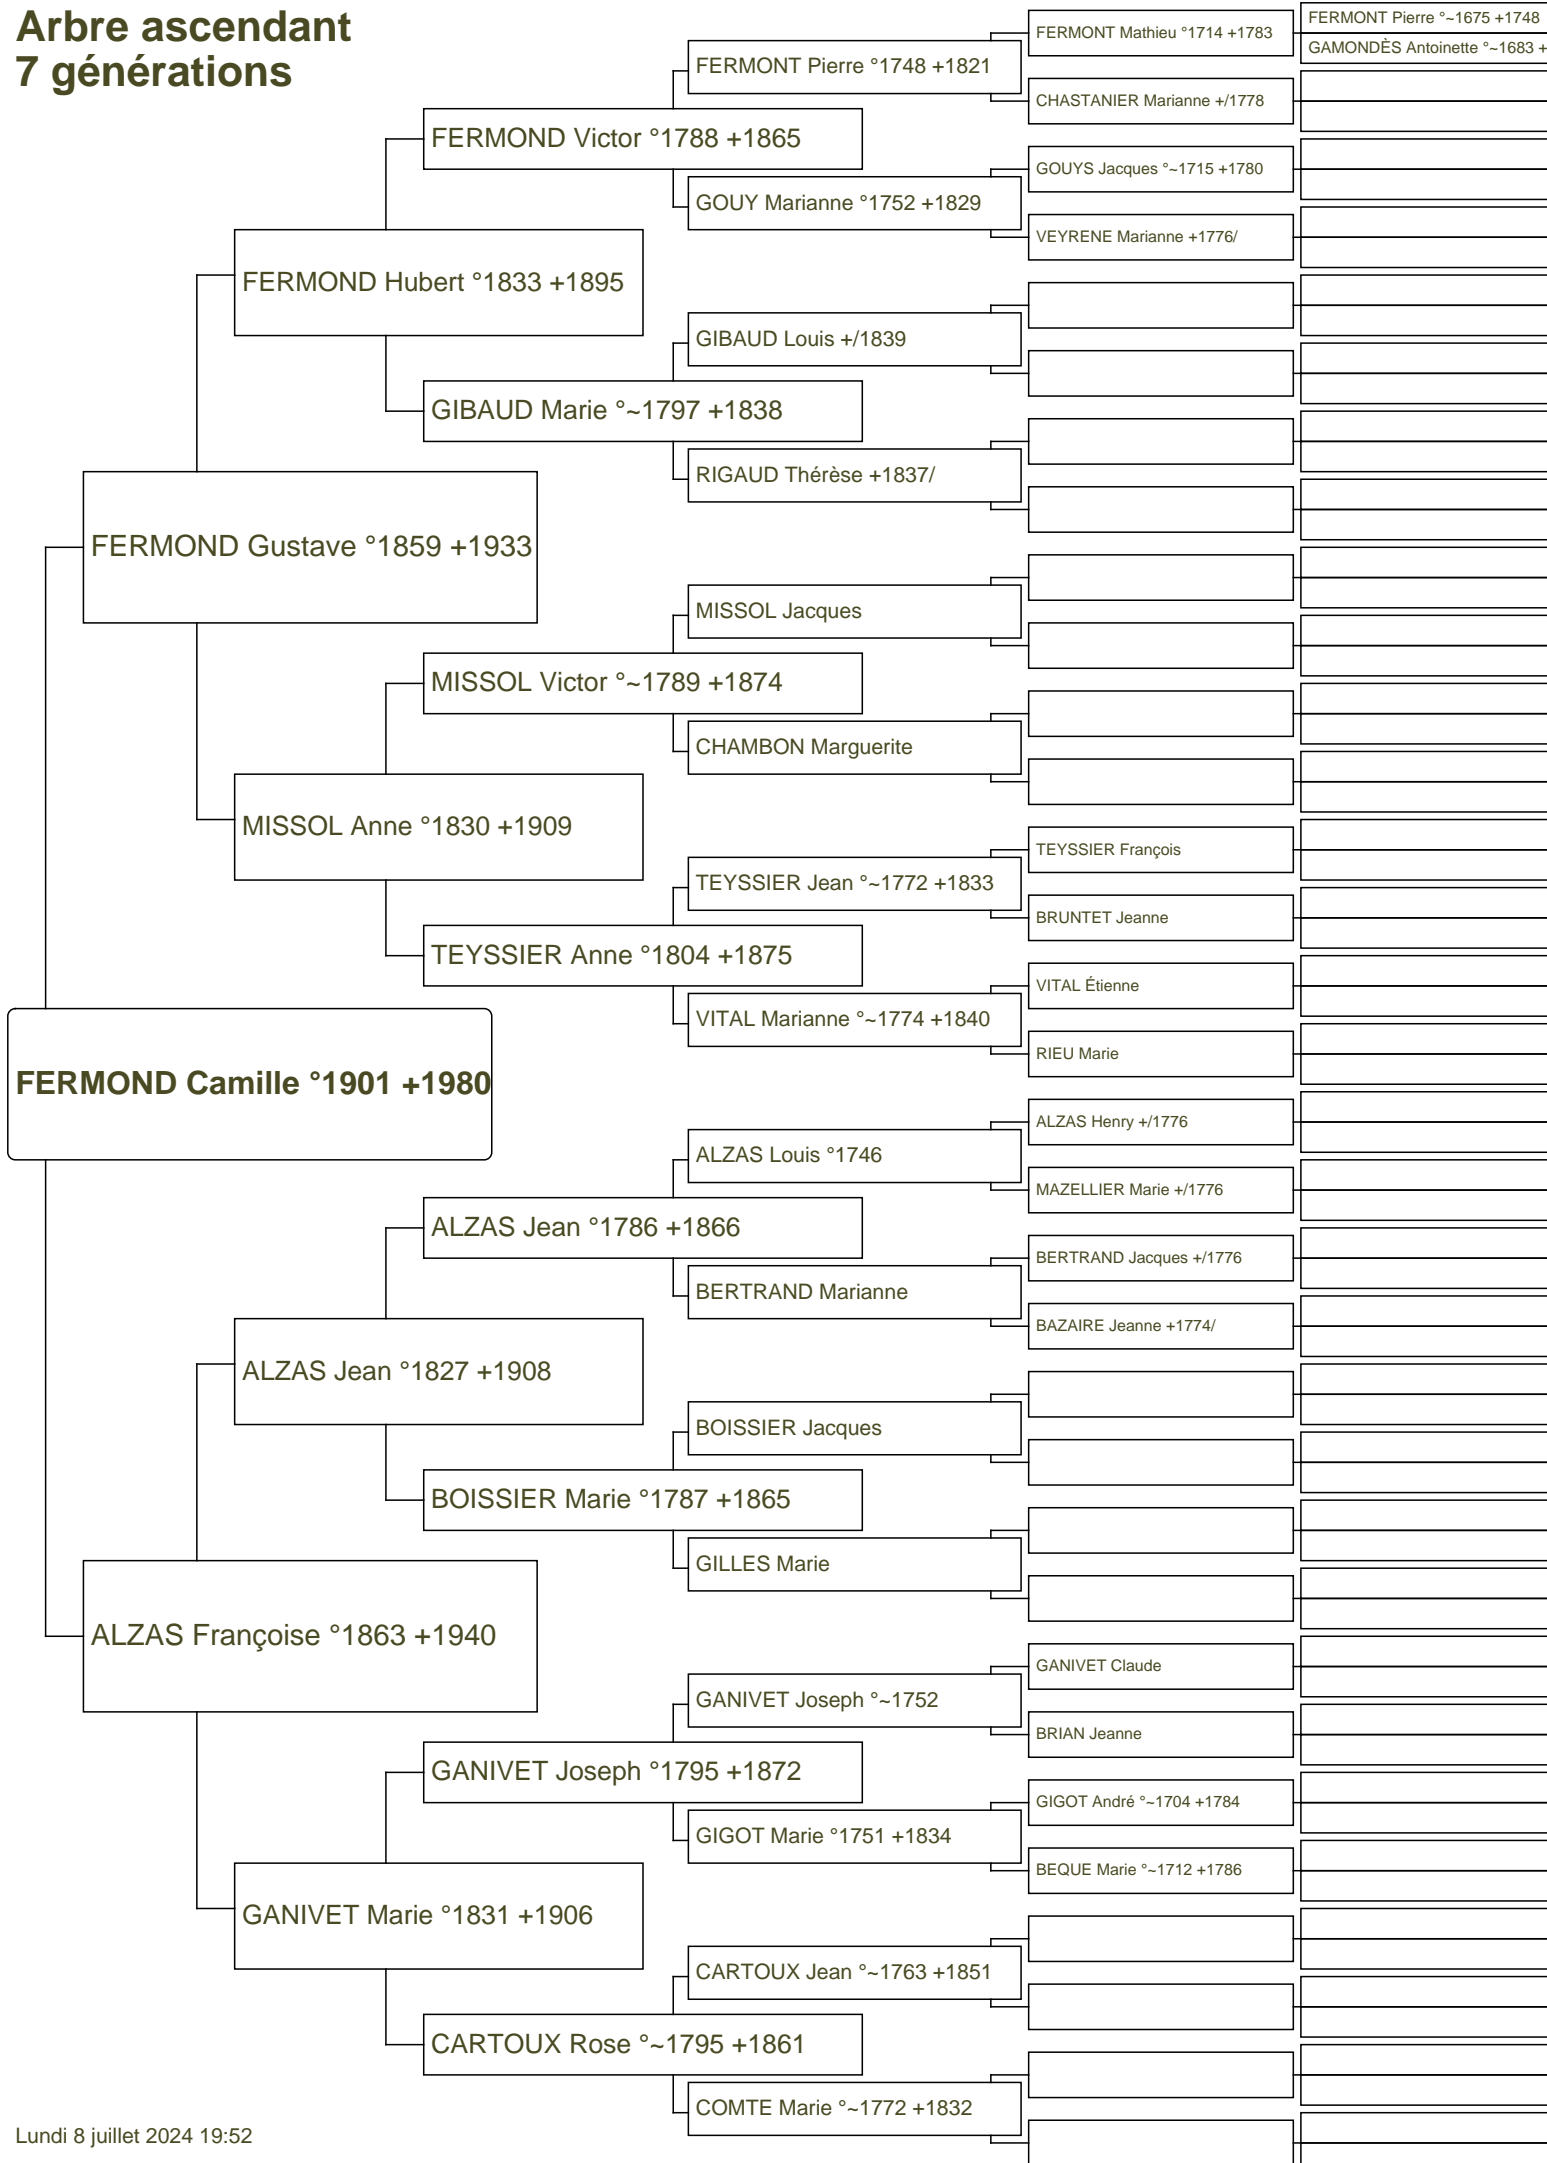 Arbre ascendant
7 générations
FERMONT Mathieu °1714 +1783
FERMONT Pierre °~1675 +1748
GAMONDÈS Antoinette °~1683 +
FERMONT Pierre °1748 +1821
CHASTANIER Marianne +/1778
FERMOND Victor °1788 +1865
GOUYS Jacques °~1715 +1780
GOUY Marianne °1752 +1829
VEYRENE Marianne +1776/
FERMOND Hubert °1833 +1895
GIBAUD Louis +/1839
GIBAUD Marie °~1797 +1838
RIGAUD Thérèse +1837/
FERMOND Gustave °1859 +1933
MISSOL Jacques
MISSOL Victor °~1789 +1874
CHAMBON Marguerite
MISSOL Anne °1830 +1909
TEYSSIER François
TEYSSIER Jean °~1772 +1833
BRUNTET Jeanne
TEYSSIER Anne °1804 +1875
VITAL Étienne
VITAL Marianne °~1774 +1840
RIEU Marie
FERMOND Camille °1901 +1980
ALZAS Henry +/1776
ALZAS Louis °1746
MAZELLIER Marie +/1776
ALZAS Jean °1786 +1866
BERTRAND Jacques +/1776
BERTRAND Marianne
BAZAIRE Jeanne +1774/
ALZAS Jean °1827 +1908
BOISSIER Jacques
BOISSIER Marie °1787 +1865
GILLES Marie
ALZAS Françoise °1863 +1940
GANIVET Claude
GANIVET Joseph °~1752
BRIAN Jeanne
GANIVET Joseph °1795 +1872
GIGOT André °~1704 +1784
GIGOT Marie °1751 +1834
BEQUE Marie °~1712 +1786
GANIVET Marie °1831 +1906
CARTOUX Jean °~1763 +1851
CARTOUX Rose °~1795 +1861
COMTE Marie °~1772 +1832
Lundi 8 juillet 2024 19:52